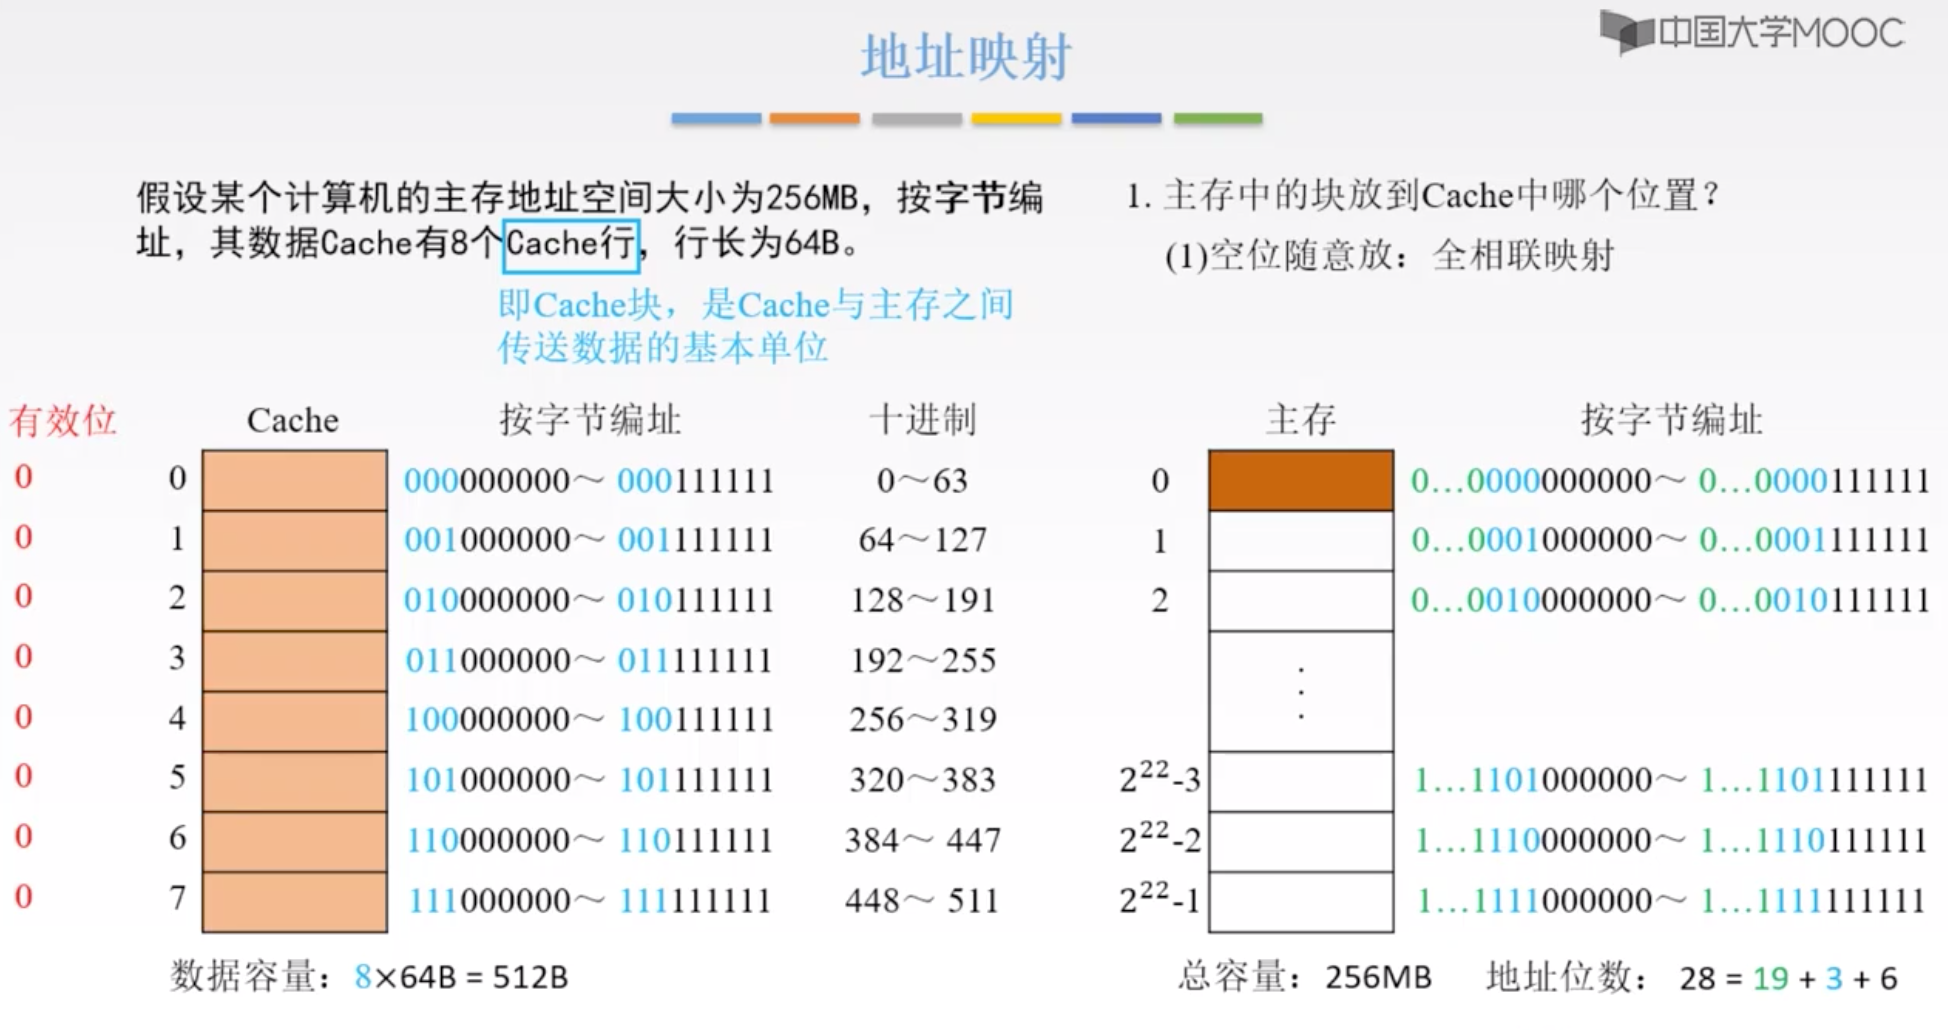 中国大学MOOC
地址映射
假设某个计算机的主存地址空间大小为256MB，按字节编
址，其数据Cache有8个Cache行，行长为64B。
即Cache块，是Cache与主存之间
传送数据的基本单位
1. 主存中的块放到Cache中哪个位置？
(1)空位随意放：全相联映射
有效位 Cache 按字节编址 十进制 主存 按字节编址
0 0 000000000～ 000111111 0～63 0 0…0000000000～ 0…0000111111
0 1 001000000～ 001111111 64～127 1 0…0001000000～ 0…0001111111
0 2 010000000～ 010111111 128～191 2 0…0010000000～ 0…0010111111
0 3 011000000～ 011111111 192～255 ⋮
0 4 100000000～ 100111111 256～319
0 5 101000000～ 101111111 320～383 2²²-3 1…1101000000～ 1…1101111111
0 6 110000000～ 110111111 384～ 447 2²²-2 1…1110000000～ 1…1110111111
0 7 111000000～ 111111111 448～ 511 2²²-1 1…1111000000～ 1…1111111111
数据容量：8×64B = 512B 总容量：256MB 地址位数： 28 = 19 + 3 + 6